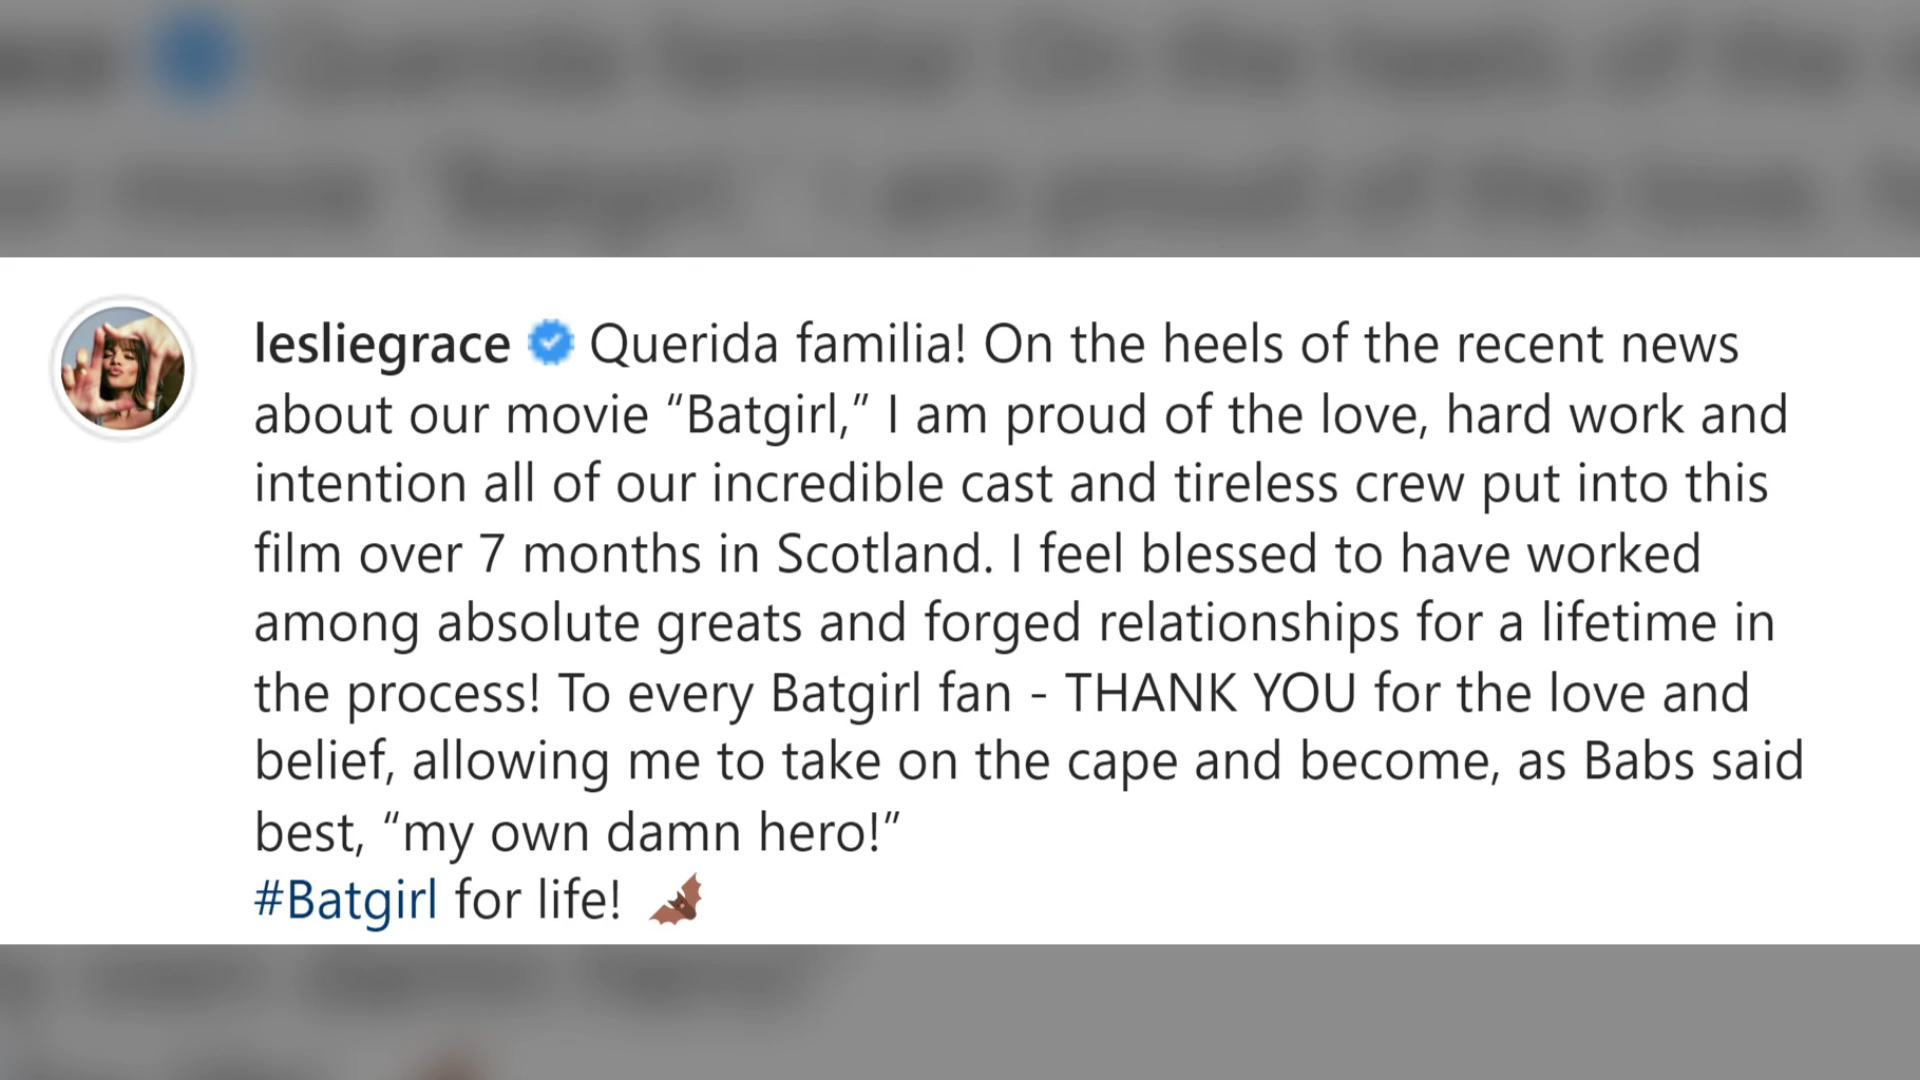 lesliegrace Querida familia! On the heels of the recent news
about our movie “Batgirl,” I am proud of the love, hard work and
intention all of our incredible cast and tireless crew put into this
film over 7 months in Scotland. I feel blessed to have worked
among absolute greats and forged relationships for a lifetime in
the process! To every Batgirl fan - THANK YOU for the love and
belief, allowing me to take on the cape and become, as Babs said
best, “my own damn hero!”
#Batgirl for life! 🦇